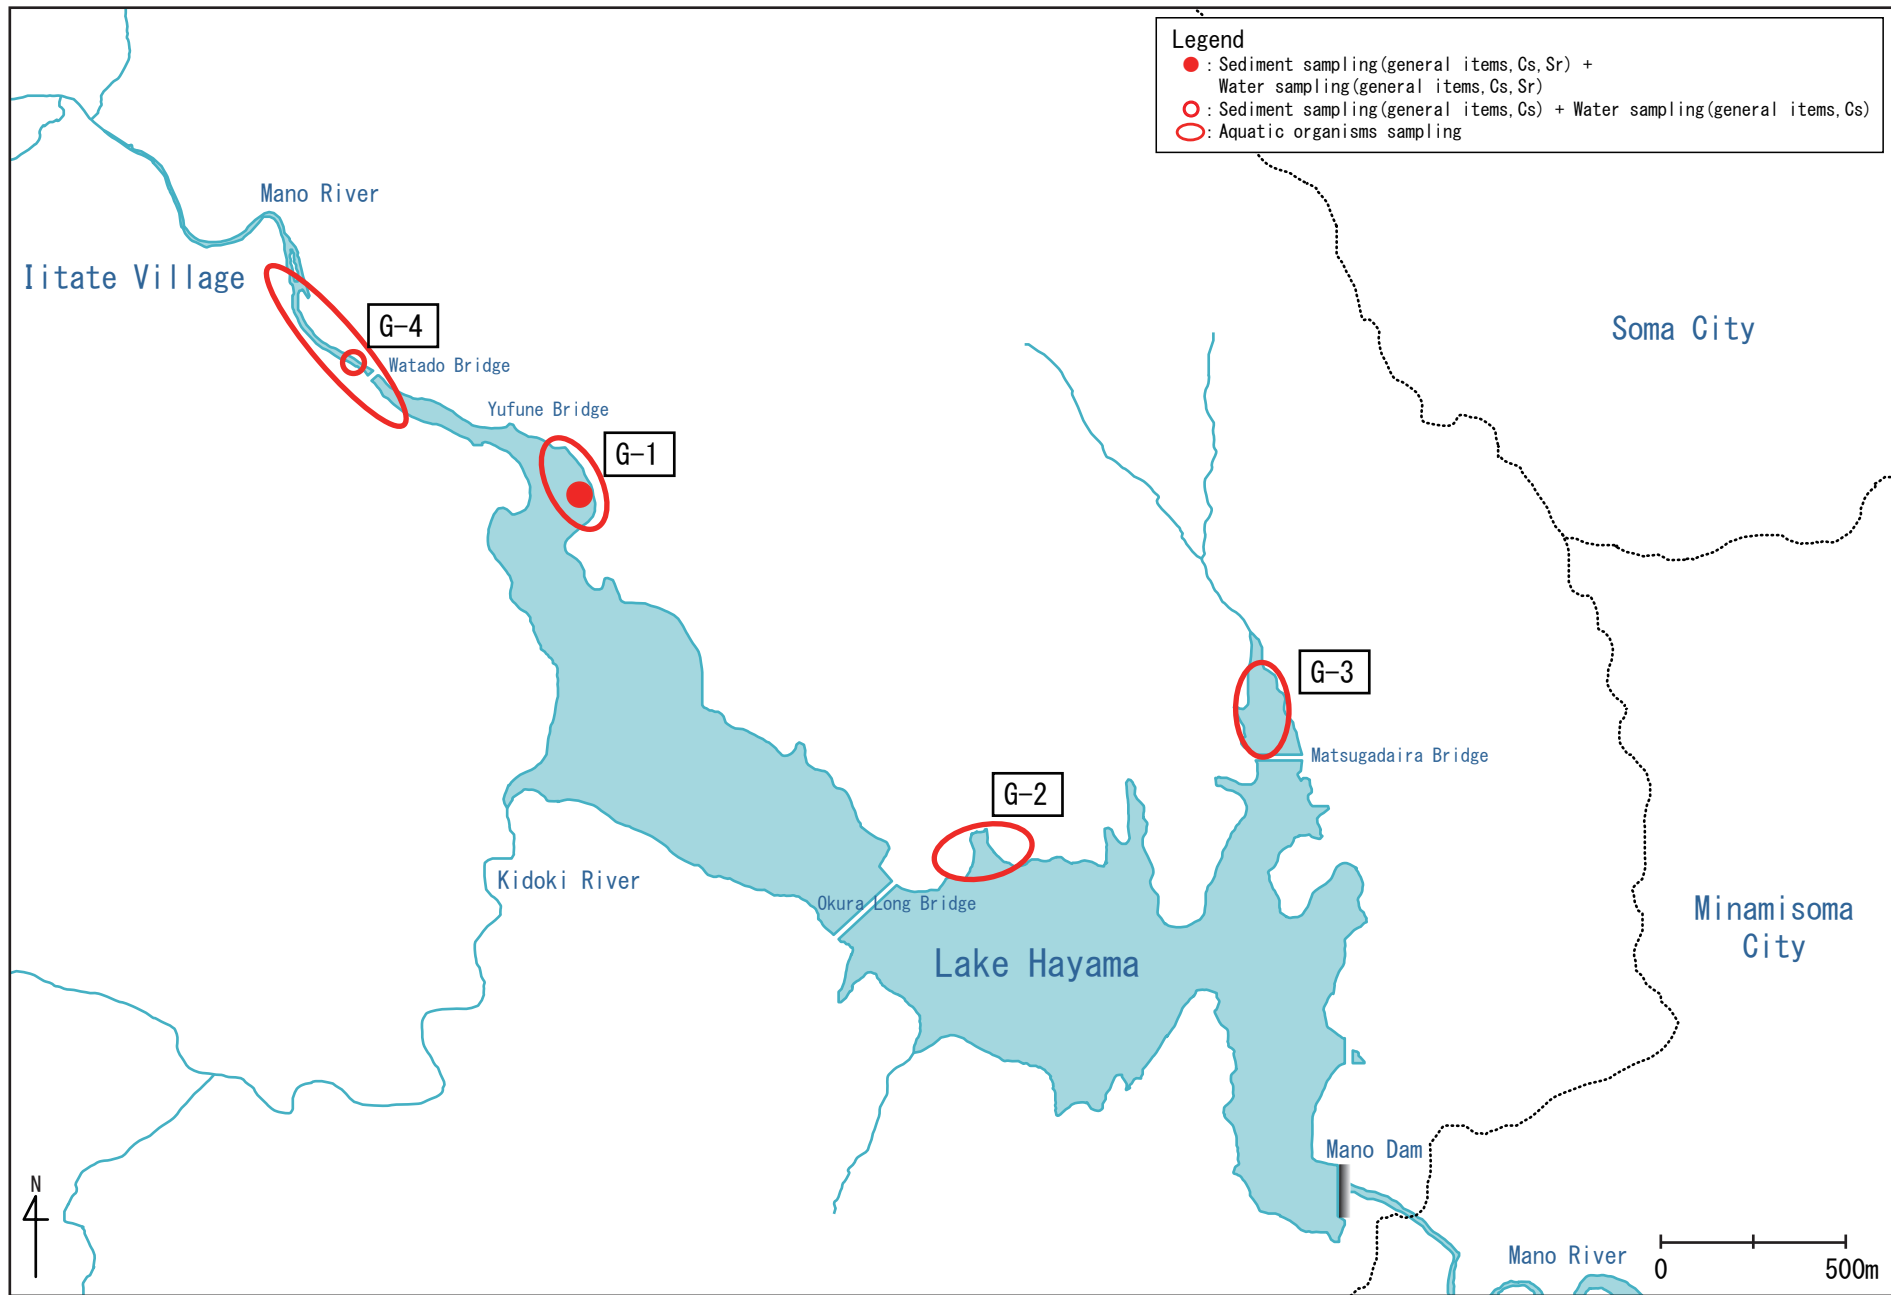 Legend
: Sediment sampling(general items,Cs,Sr) +
Water sampling(general items,Cs,Sr)
: Sediment sampling(general items,Cs) + Water sampling(general items,Cs)
: Aquatic organisms sampling
Mano River
Iitate Village
G-4
Watado Bridge
Yufune Bridge
G-1
Soma City
G-3
Matsugadaira Bridge
G-2
Kidoki River
Okura Long Bridge
Lake Hayama
Minamisoma
City
Mano Dam
N
Mano River
0
500m